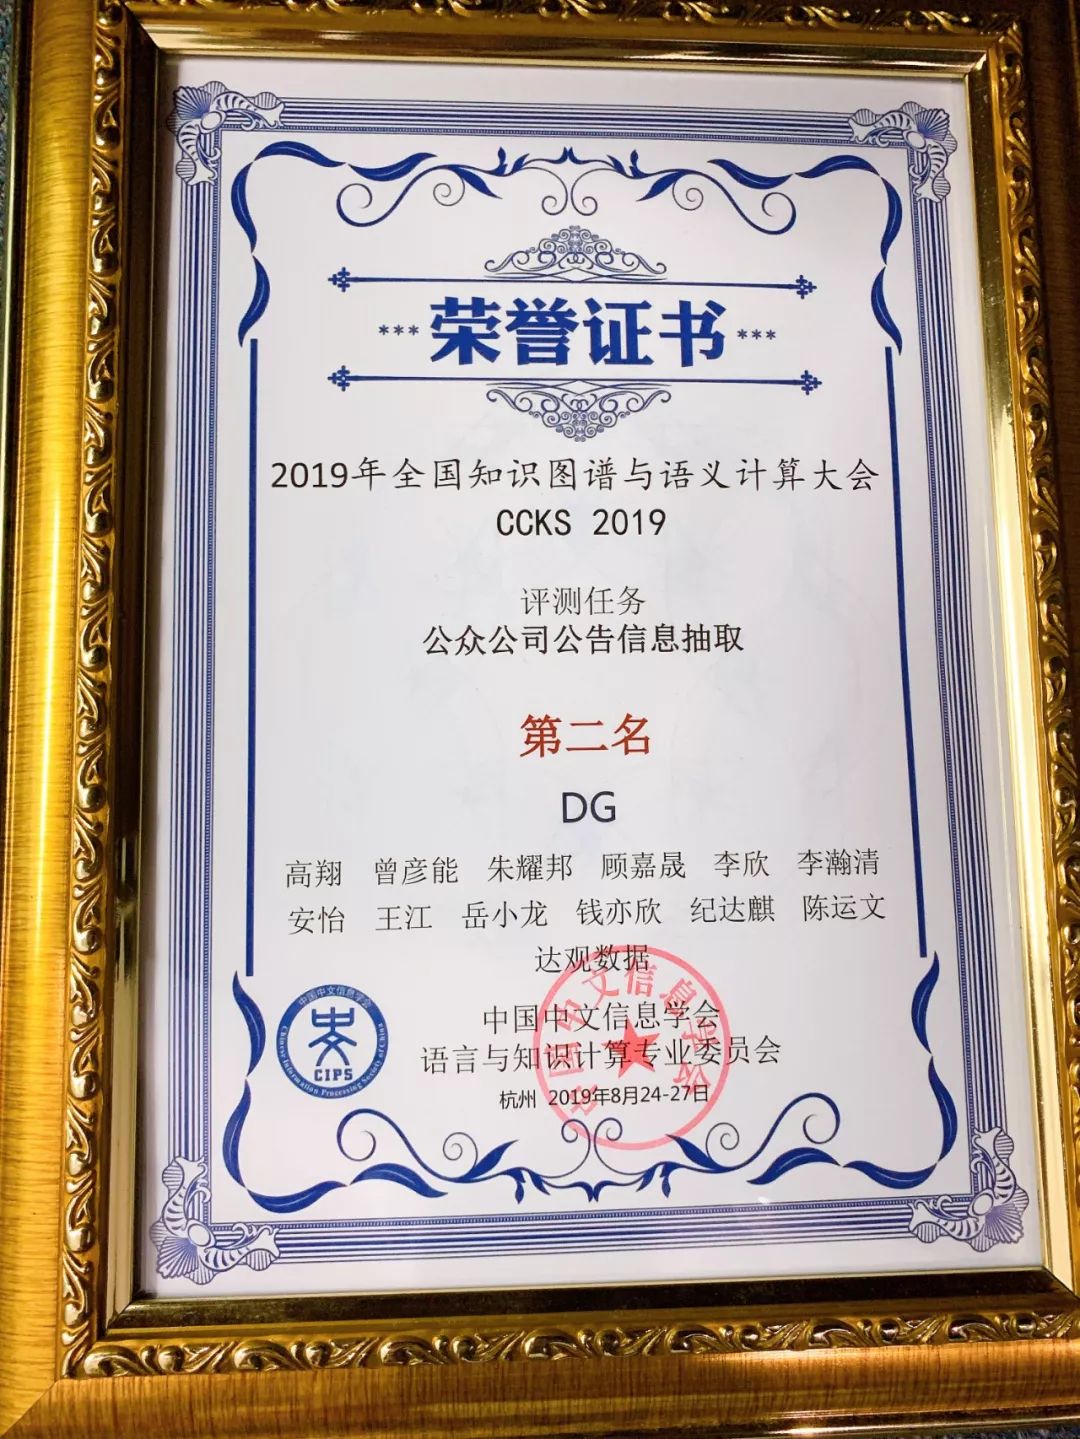 ***荣誉证书***
2019年全国知识图谱与语义计算大会
CCKS 2019
评测任务
公众公司公告信息抽取
第二名
DG
高翔 曾彦能 朱耀邦 顾嘉晟 李欣 李瀚清
安怡 王江 岳小龙 钱亦欣 纪达麒 陈运文
达观数据
中国中文信息学会
语言与知识计算专业委员会
杭州 2019年8月24-27日
中国中文信息学会
中国中文信息学会
CIPS
Chinese Information Processing Society of China